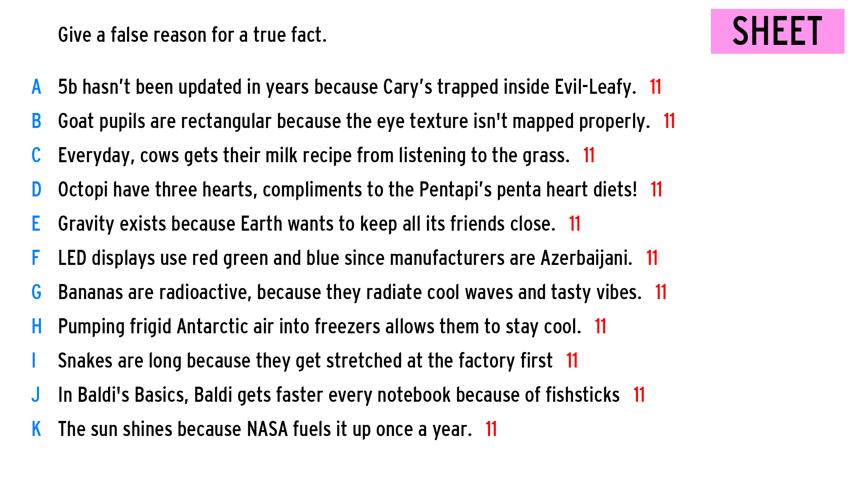 Give a false reason for a true fact.
SHEET
A 5b hasn't been updated in years because Cary's trapped inside Evil-Leafy. 11
B Goat pupils are rectangular because the eye texture isn't mapped properly. 11
C Everyday, cows gets their milk recipe from listening to the grass. 11
D Octopi have three hearts, compliments to the Pentapi's penta heart diets! 11
E Gravity exists because Earth wants to keep all its friends close. 11
F LED displays use red green and blue since manufacturers are Azerbaijani. 11
G Bananas are radioactive, because they radiate cool waves and tasty vibes. 11
H Pumping frigid Antarctic air into freezers allows them to stay cool. 11
I Snakes are long because they get stretched at the factory first 11
J In Baldi's Basics, Baldi gets faster every notebook because of fishsticks 11
K The sun shines because NASA fuels it up once a year. 11